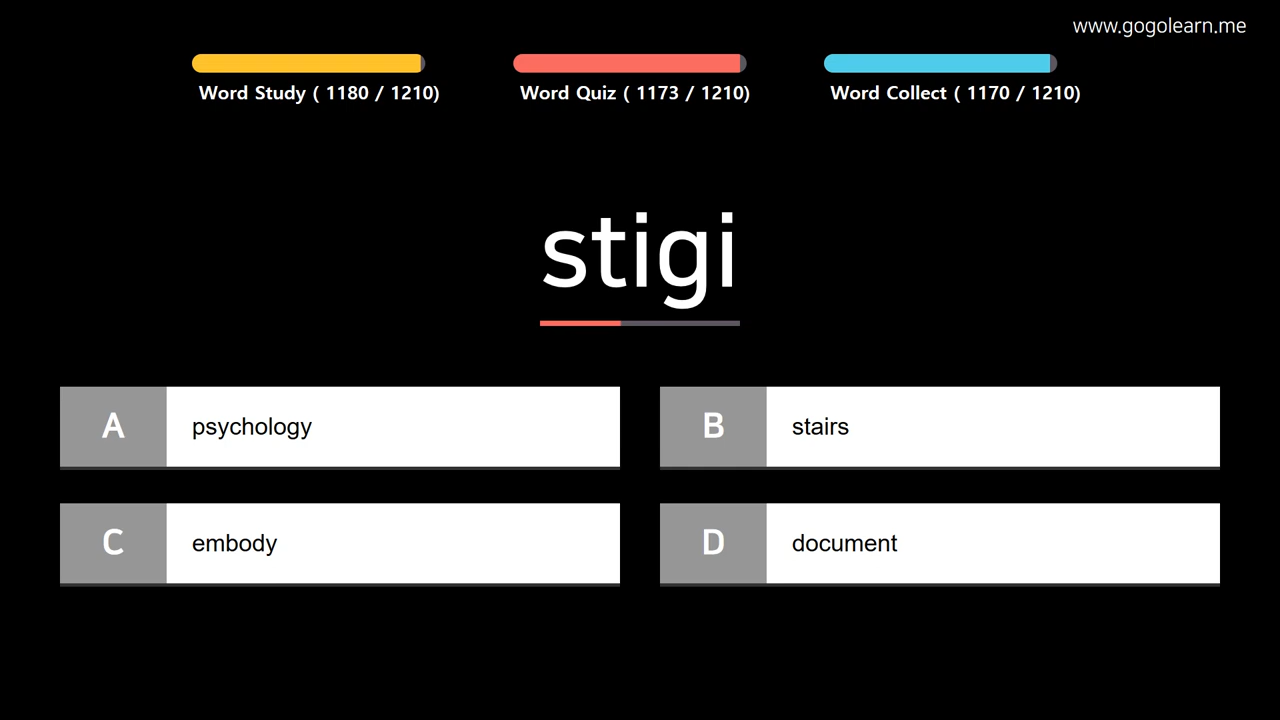 www.gogolearn.me
Word Study ( 1180 / 1210)
Word Quiz ( 1173 / 1210)
Word Collect ( 1170 / 1210)
stigi
A psychology
B stairs
C embody
D document